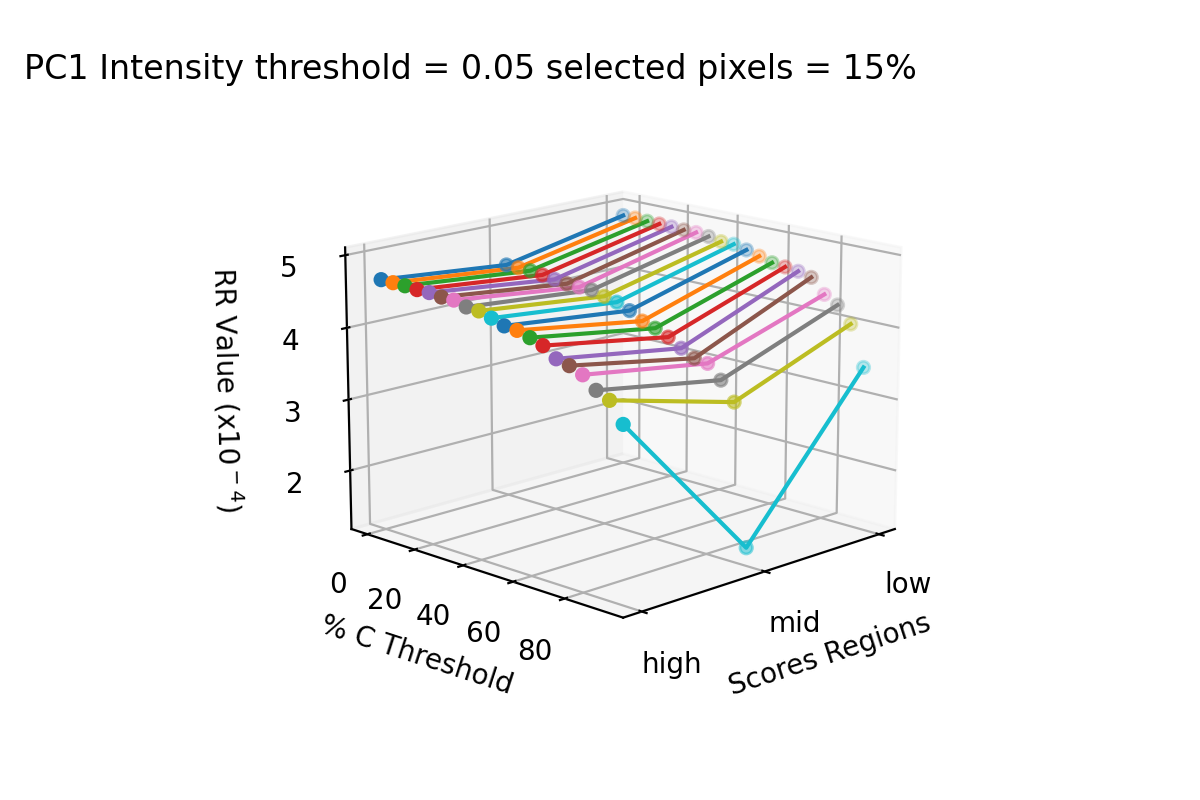 PC1 Intensity threshold = 0.05 selected pixels = 15%
RR Value (x10⁻⁴)
5
4
3
2
0
20
40
60
80
% C Threshold
high
mid
low
Scores Regions